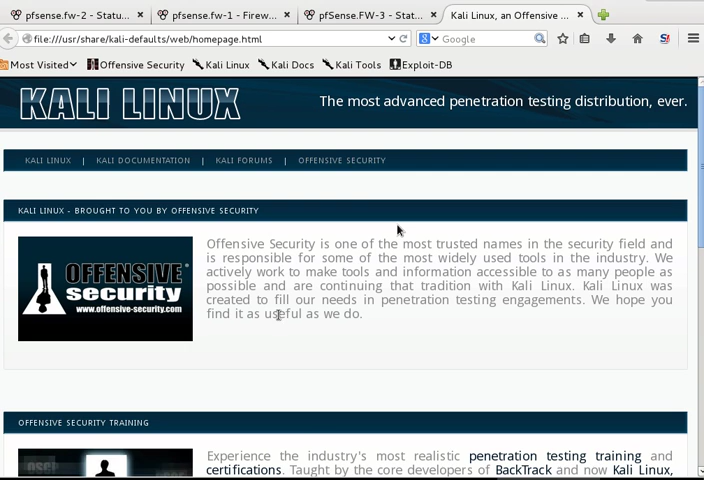 pfsense.fw-2 - Statu... pfsense.fw-1 - Firew... pfSense.FW-3 - Stat... Kali Linux, an Offensive ...
file:///usr/share/kali-defaults/web/homepage.html Google
Most Visited Offensive Security Kali Linux Kali Docs Kali Tools Exploit-DB
KALI LINUX The most advanced penetration testing distribution, ever.
KALI LINUX | KALI DOCUMENTATION | KALI FORUMS | OFFENSIVE SECURITY
KALI LINUX - BROUGHT TO YOU BY OFFENSIVE SECURITY
OFFENSIVE
security
www.offensive-security.com
Offensive Security is one of the most trusted names in the security field and
is responsible for some of the most widely used tools in the industry. We
actively work to make tools and information accessible to as many people as
possible and are continuing that tradition with Kali Linux. Kali Linux was
created to fill our needs in penetration testing engagements. We hope you
find it as useful as we do.
OFFENSIVE SECURITY TRAINING
Experience the industry's most realistic penetration testing training and
certifications. Taught by the core developers of BackTrack and now Kali Linux,